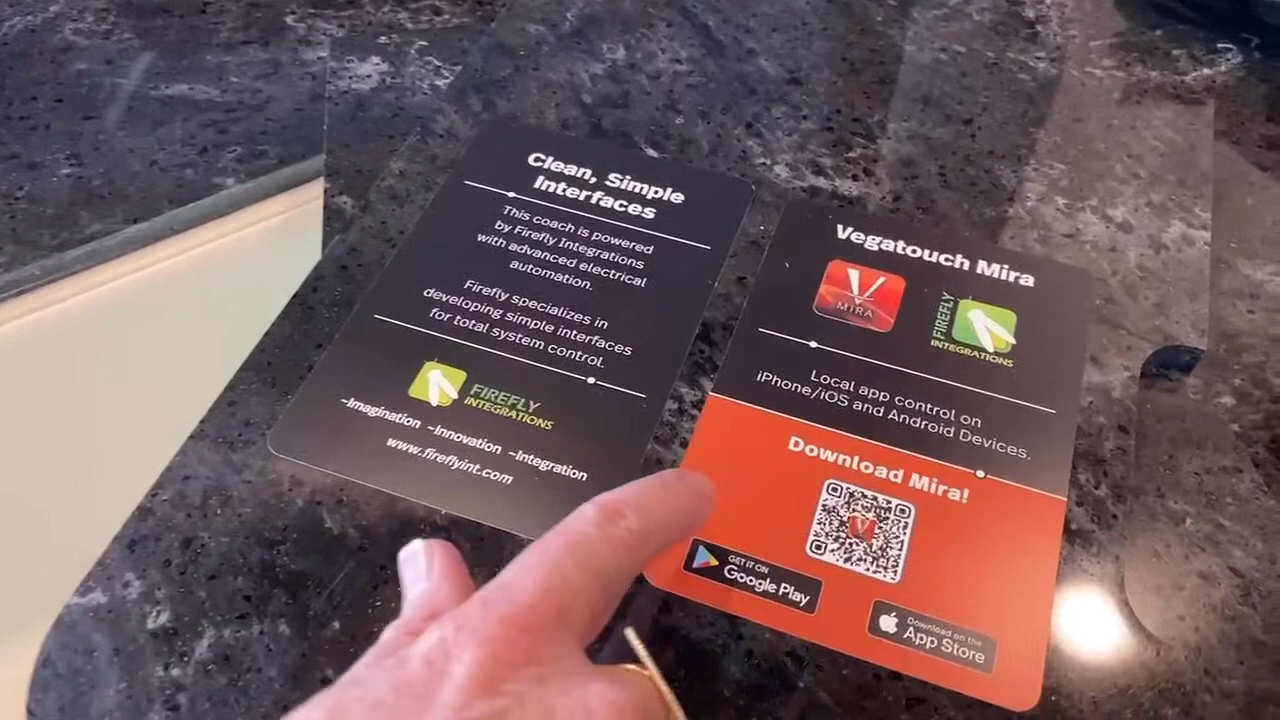 Clean, Simple
Interfaces
This coach is powered
by Firefly Integrations
with advanced electrical
automation.
Firefly specializes in
developing simple interfaces
for total system control.
FIREFLY
INTEGRATIONS
~Imagination ~Innovation ~Integration
www.fireflyint.com
Vegatouch Mira
V
MIRA
FIREFLY
INTEGRATIONS
Local app control on
iPhone/iOS and Android Devices.
Download Mira!
V
GET IT ON
Google Play
Download on the
App Store